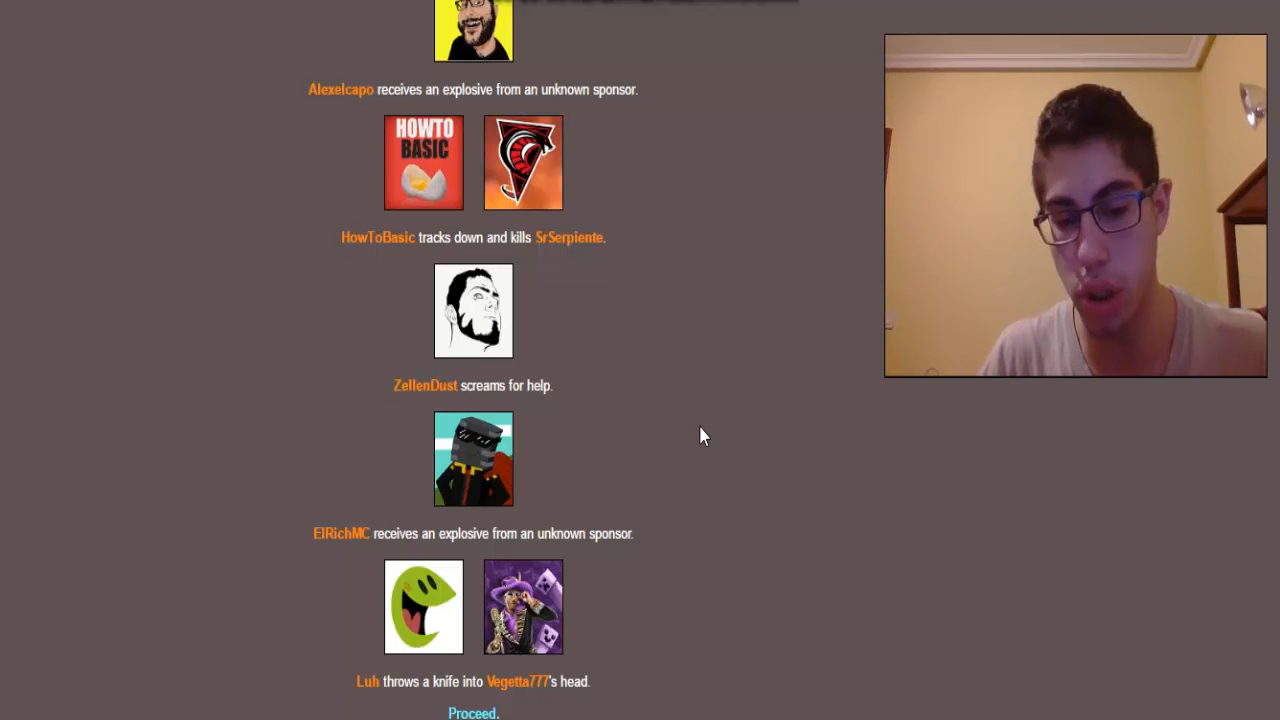 Alexelcapo receives an explosive from an unknown sponsor.
HOWTO
BASIC
HowToBasic tracks down and kills SrSerpiente.
ZellenDust screams for help.
ElRichMC receives an explosive from an unknown sponsor.
Luh throws a knife into Vegetta777's head.
Proceed.